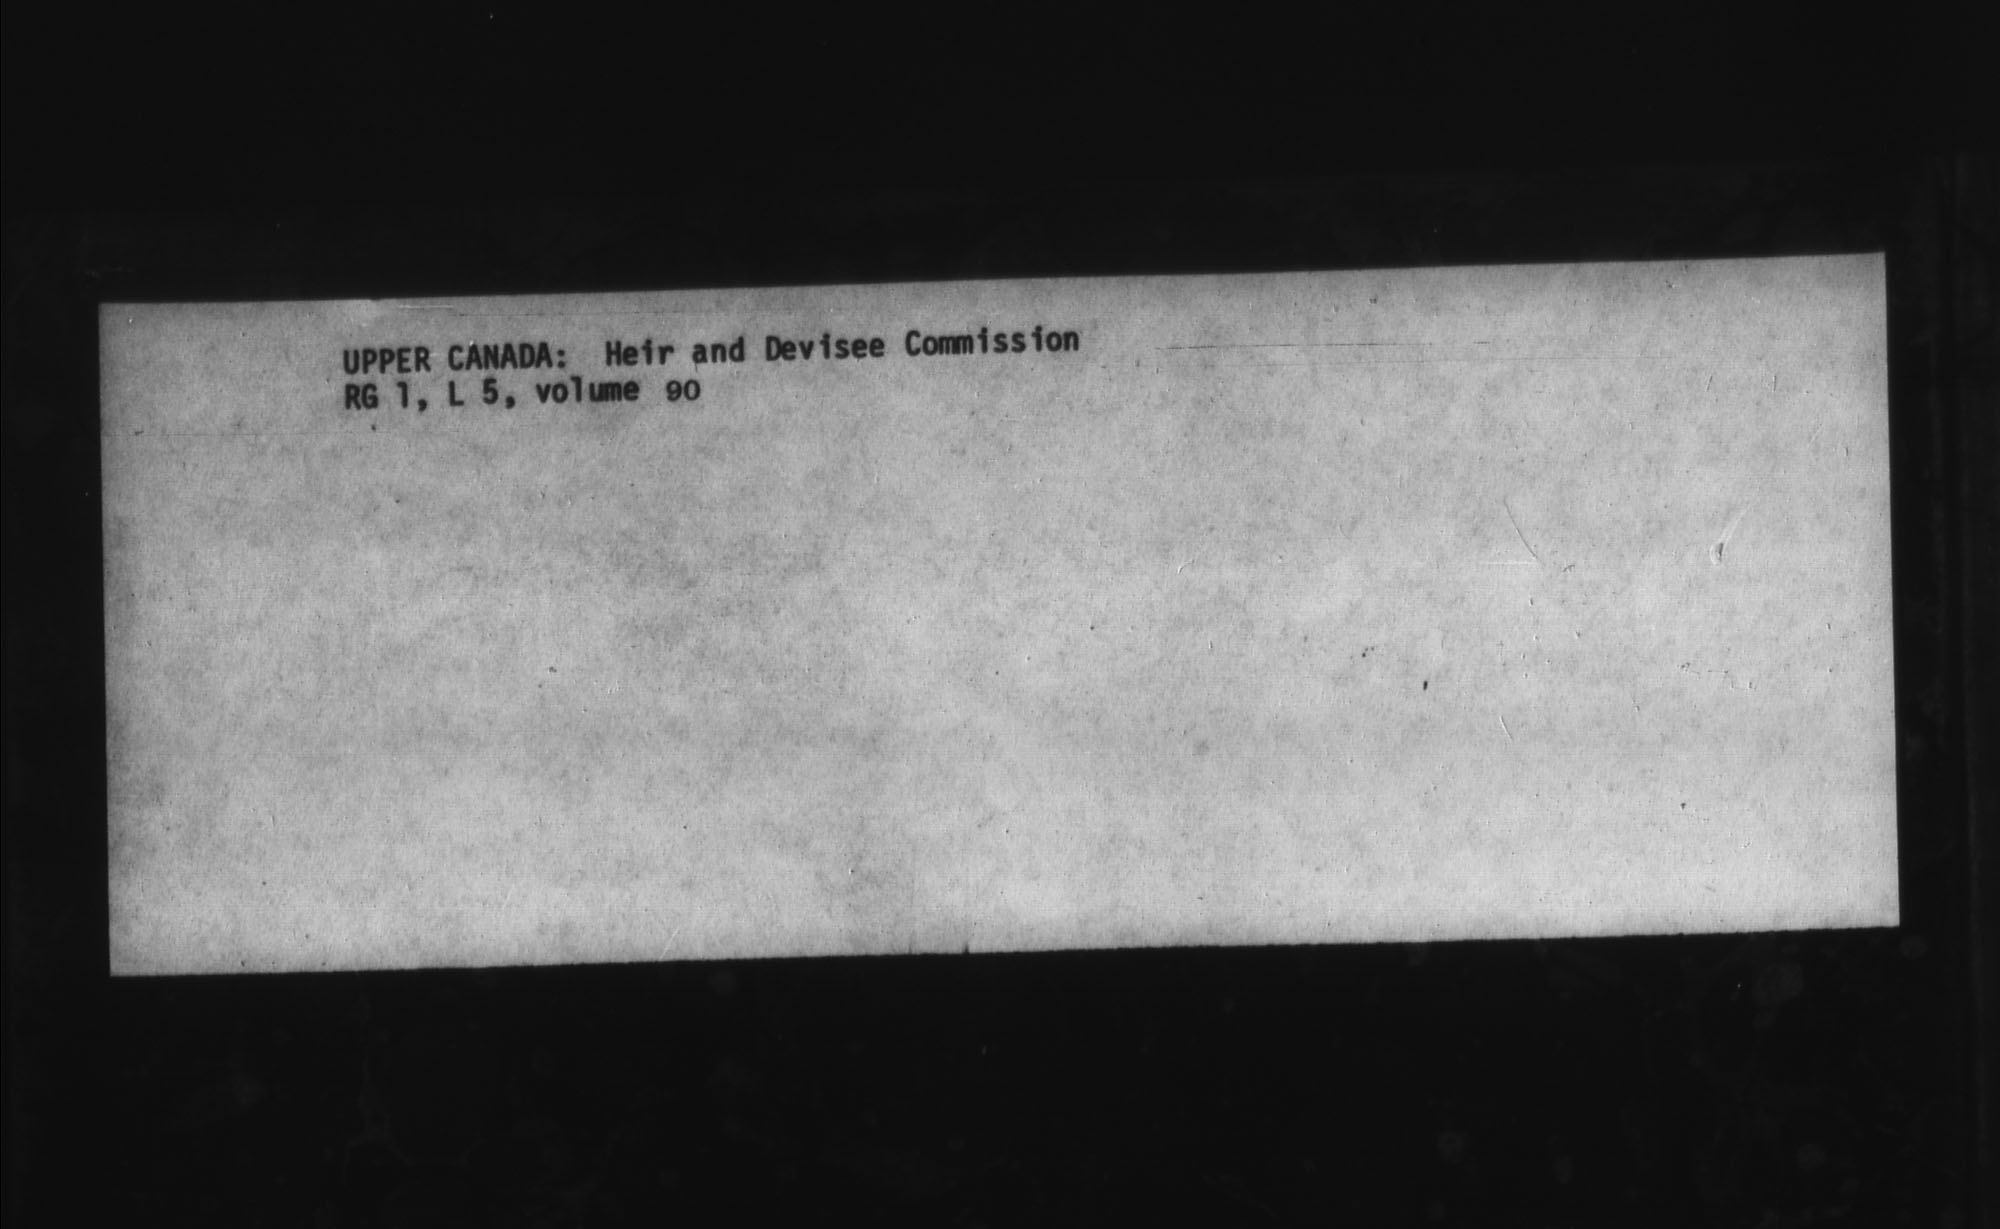 UPPER CANADA: Heir and Devisee Commission
RG 1, L 5, volume 90